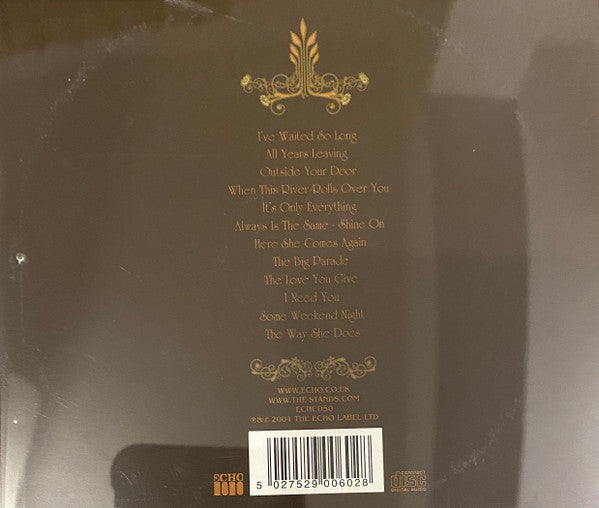 I've Waited So Long
All Years Leaving
Outside Your Door
When This River Rolls Over You
It's Only Everything
Always Is The Same - Shine On
Here She Comes Again
The Big Parade
The Love You Give
I Need You
Some Weekend Night
The Way She Does
WWW.ECHO.CO.UK
WWW.THE-STANDS.COM
ECHCD50
℗&© 2004 THE ECHO LABEL LTD
ECHO
5 027529 006028
COMPACT
disc
DIGITAL AUDIO